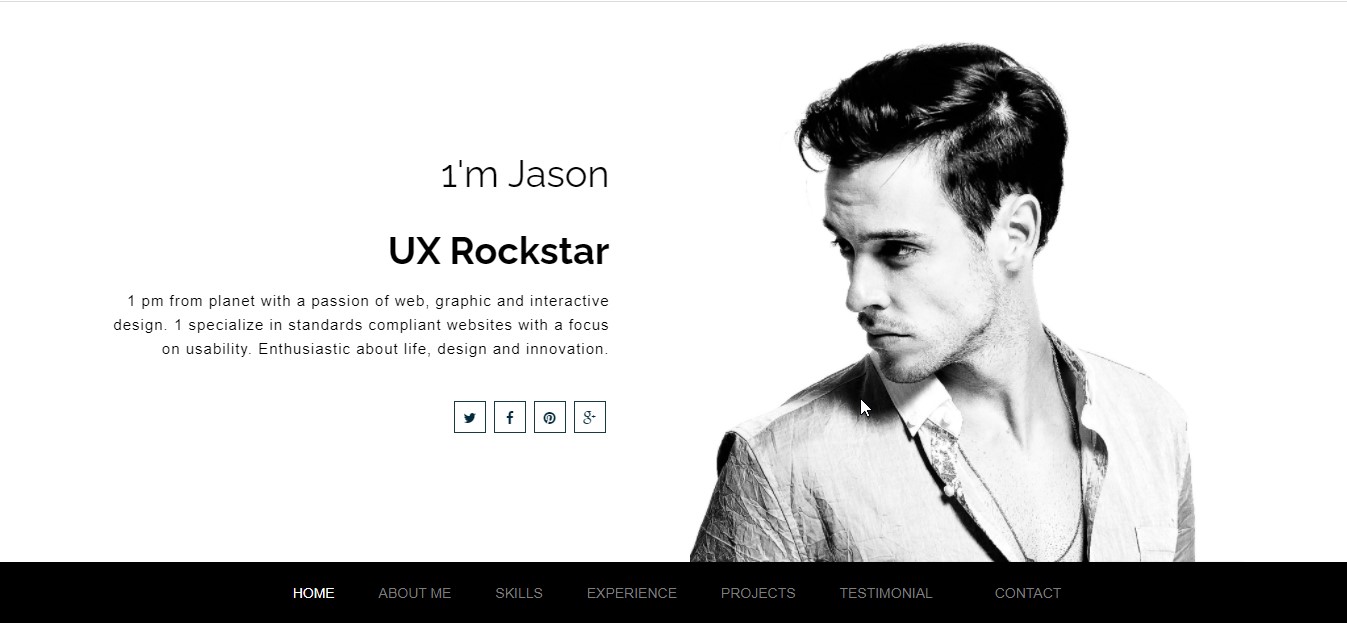 1'm Jason
UX Rockstar
1 pm from planet with a passion of web, graphic and interactive
design. 1 specialize in standards compliant websites with a focus
on usability. Enthusiastic about life, design and innovation.
HOME ABOUT ME SKILLS EXPERIENCE PROJECTS TESTIMONIAL CONTACT